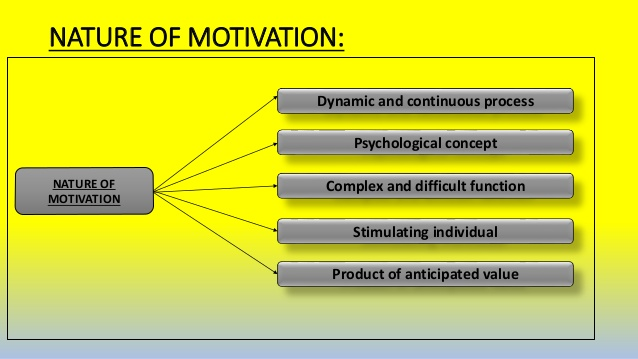 NATURE OF MOTIVATION:
NATURE OF
MOTIVATION
Dynamic and continuous process
Psychological concept
Complex and difficult function
Stimulating individual
Product of anticipated value